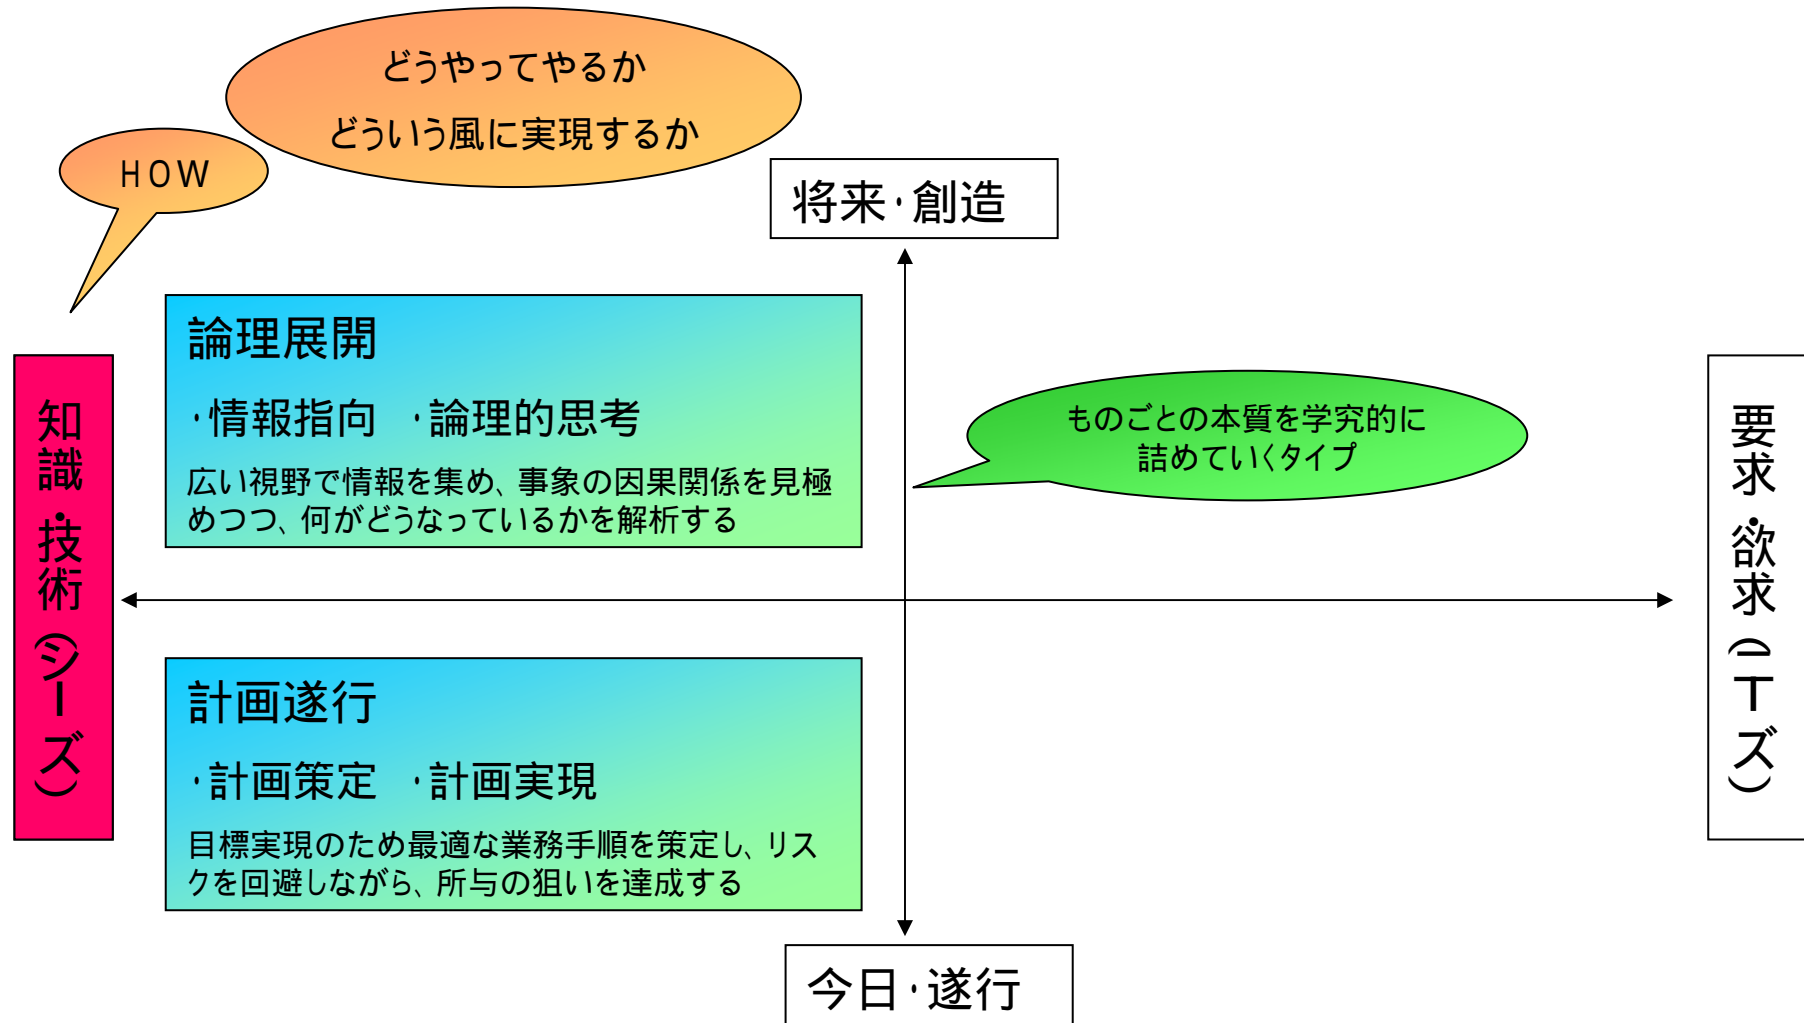 どうやってやるか
どういう風に実現するか
HOW
将来・創造
論理展開
・情報指向　・論理的思考
広い視野で情報を集め、事象の因果関係を見極
めつつ、何がどうなっているかを解析する
ものごとの本質を学究的に
詰めていくタイプ
知識・技術(シーズ)
要求・欲求(ニーズ)
計画遂行
・計画策定　・計画実現
目標実現のため最適な業務手順を策定し、リス
クを回避しながら、所与の狙いを達成する
今日・遂行